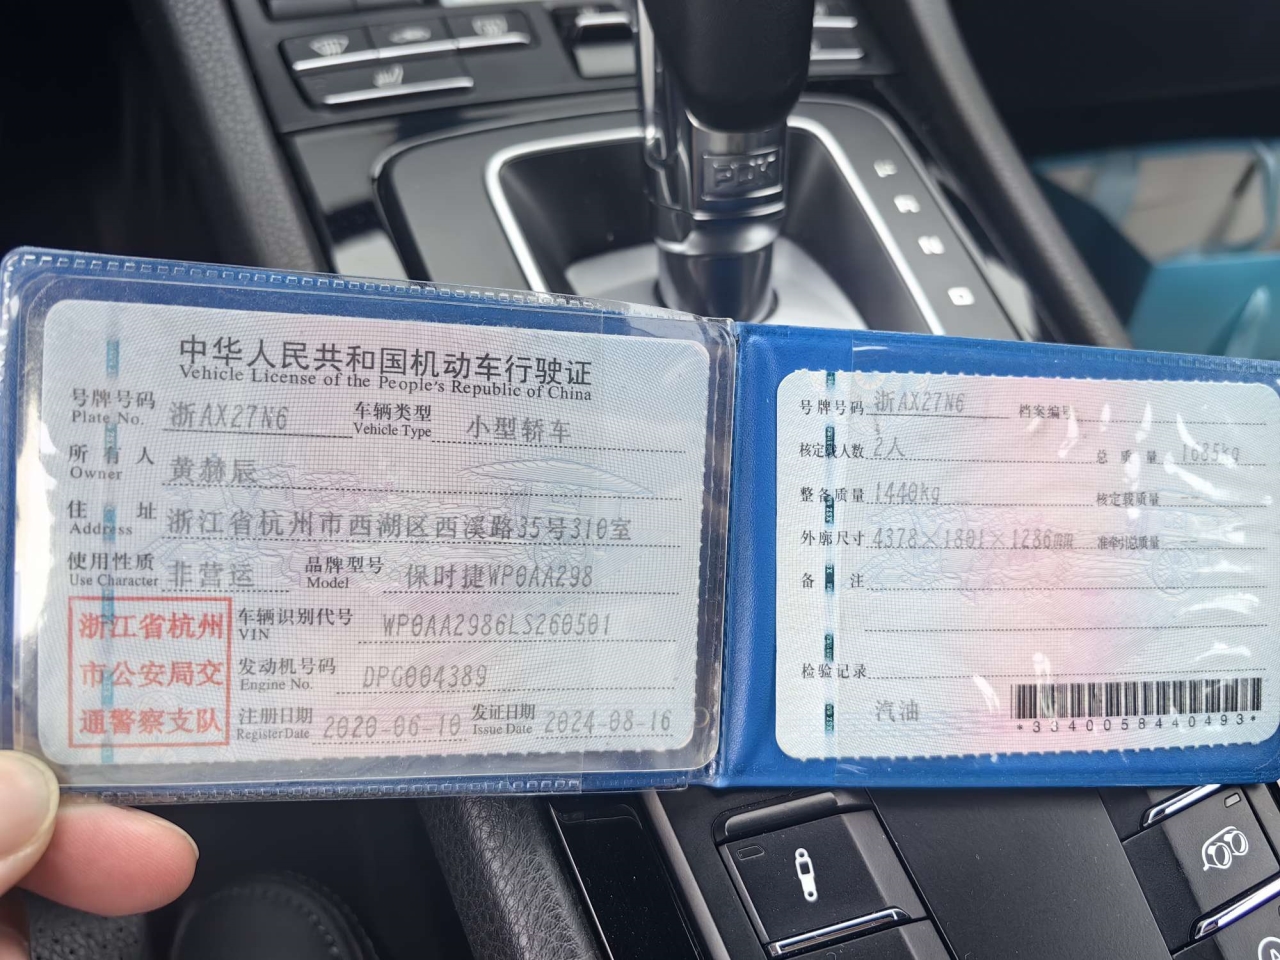 PDK
中华人民共和国机动车行驶证
Vehicle License of the People's Republic of China
号牌号码 Plate No. 浙AX27N6 车辆类型 Vehicle Type 小型轿车
所有人 Owner 黄赫辰
住址 Address 浙江省杭州市西湖区西溪路35号310室
使用性质 Use Character 非营运 品牌型号 Model 保时捷WP0AA298
浙江省杭州
市公安局交
通警察支队
车辆识别代号 VIN WP0AA2986LS260501
发动机号码 Engine No. DPG004389
注册日期 Register Date 2020-06-10 发证日期 Issue Date 2024-08-16
号牌号码 浙AX27N6 档案编号
核定载人数 2人 总质量 1685kg
整备质量 1440kg 核定载质量 --
外廓尺寸 4378×1801×1286mm 准牵引总质量 --
备注
检验记录
汽油
*3340058440493*